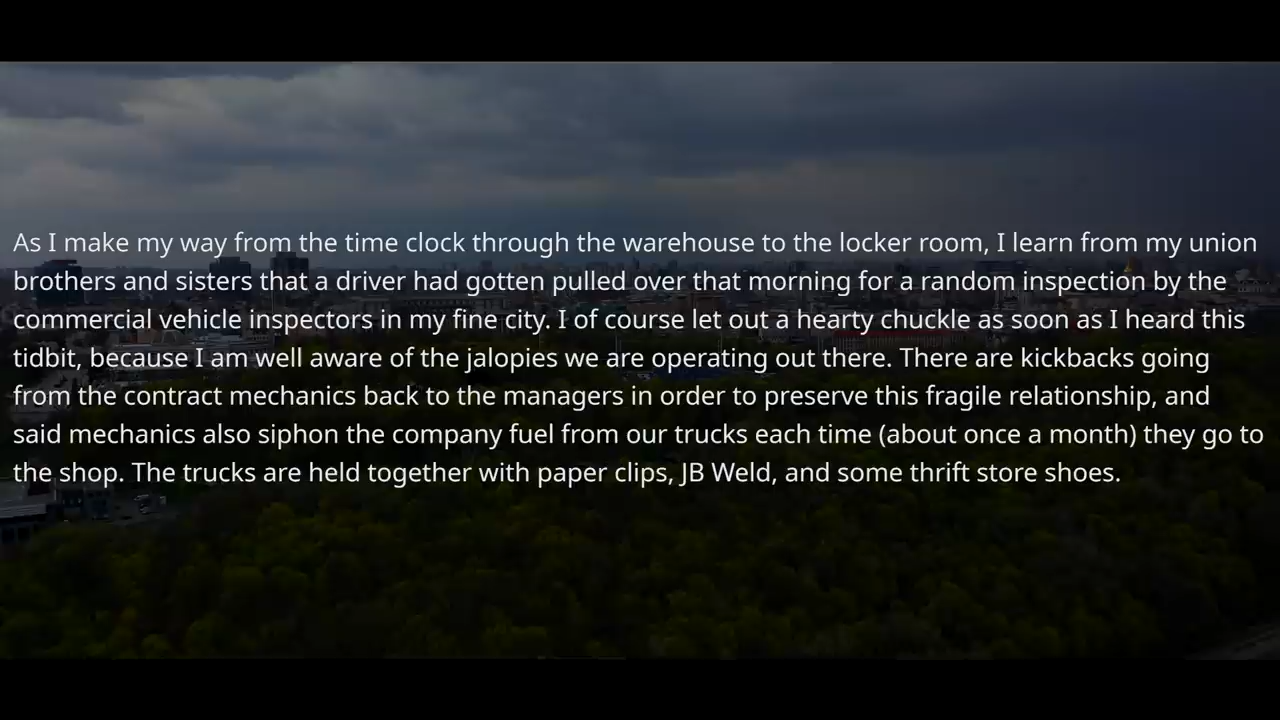 As I make my way from the time clock through the warehouse to the locker room, I learn from my union
brothers and sisters that a driver had gotten pulled over that morning for a random inspection by the
commercial vehicle inspectors in my fine city. I of course let out a hearty chuckle as soon as I heard this
tidbit, because I am well aware of the jalopies we are operating out there. There are kickbacks going
from the contract mechanics back to the managers in order to preserve this fragile relationship, and
said mechanics also siphon the company fuel from our trucks each time (about once a month) they go to
the shop. The trucks are held together with paper clips, JB Weld, and some thrift store shoes.